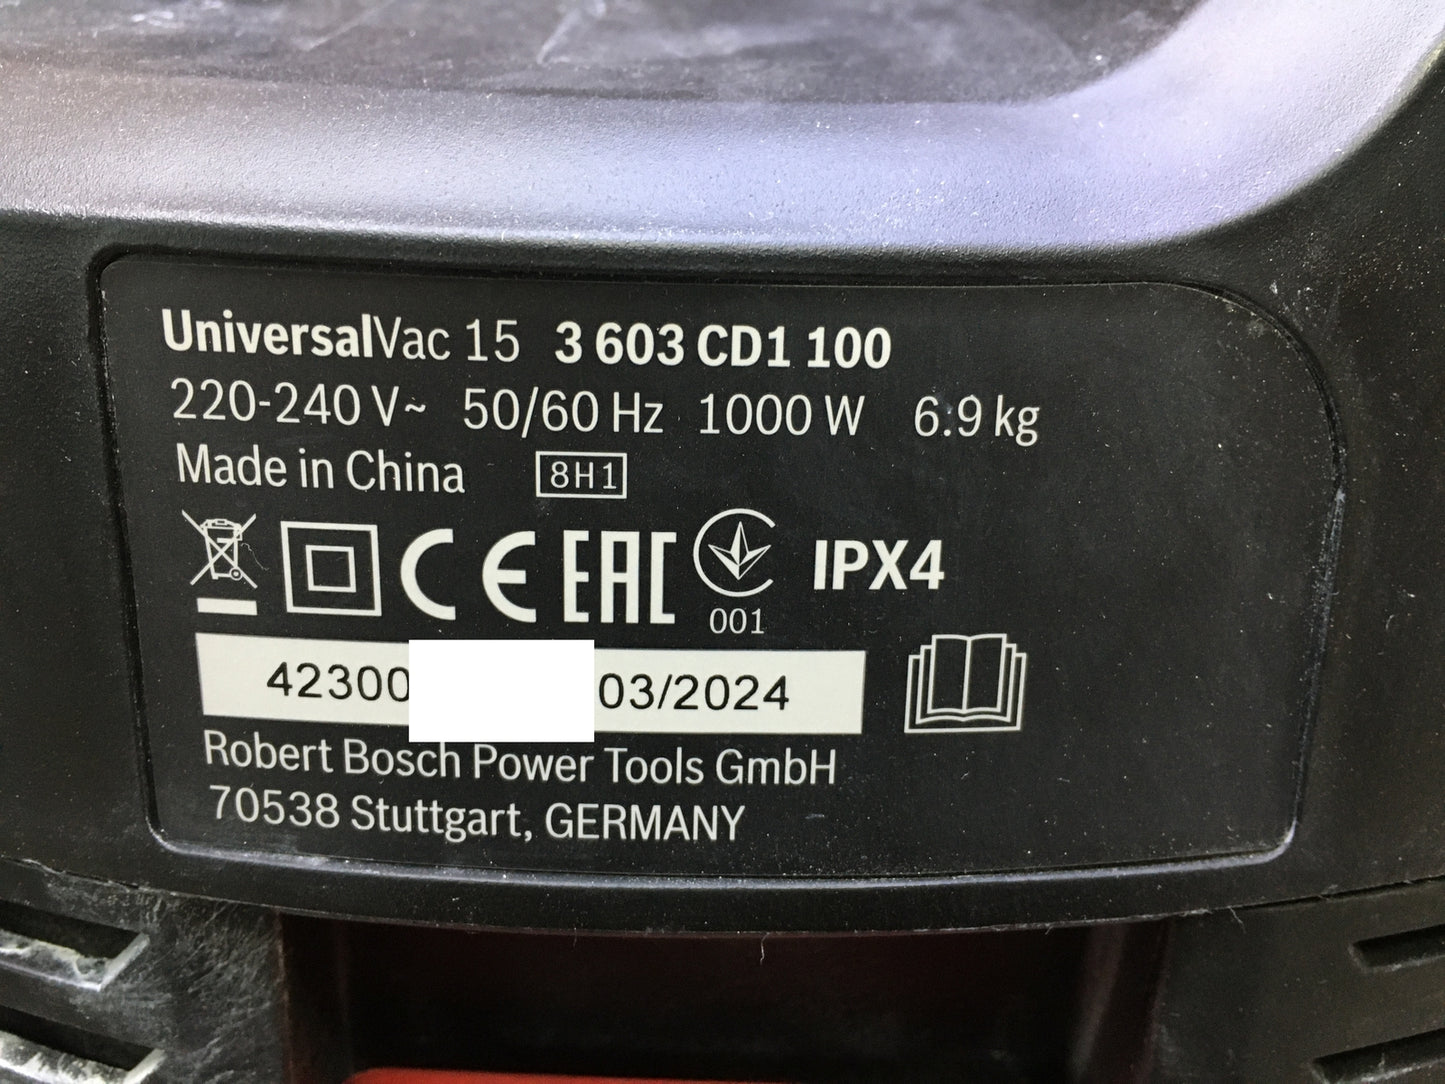 UniversalVac 15 3 603 CD1 100
220-240 V~ 50/60 Hz 1000 W 6.9 kg
Made in China 8H1
CE EAC 001 IPX4
42300 03/2024
Robert Bosch Power Tools GmbH
70538 Stuttgart, GERMANY